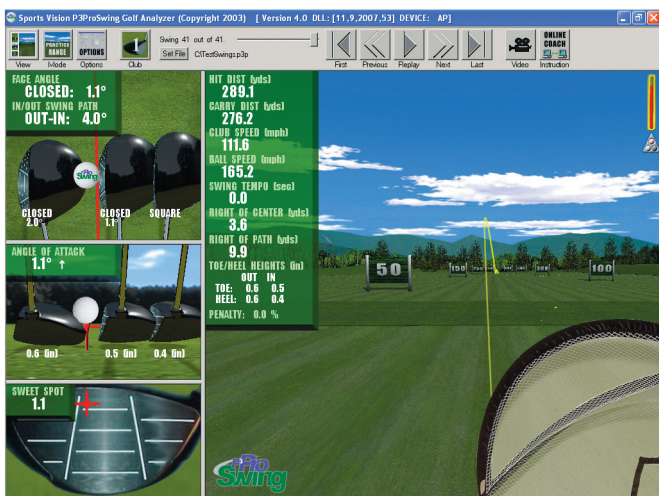 Sports Vision P3ProSwing Golf Analyzer (Copyright 2003) [ Version 4.0 DLL: [11,9,2007,53] DEVICE: AP]
PRACTICE RANGE
OPTIONS
ONLINE COACH
Swing 41 out of 41.
Set File C:\TestSwings.p3p
View Mode Options Club First Previous Replay Next Last Video Instruction
FACE ANGLE
CLOSED: 1.1°
IN/OUT SWING PATH
OUT-IN: 4.0°
Swing
CLOSED 2.0°
CLOSED 1.1°
SQUARE
ANGLE OF ATTACK
1.1° ↑
0.6 (in) 0.5 (in) 0.4 (in)
SWEET SPOT
1.1
HIT DIST (yds)
289.1
CARRY DIST (yds)
276.2
CLUB SPEED (mph)
111.6
BALL SPEED (mph)
165.2
SWING TEMPO (sec)
0.0
RIGHT OF CENTER (yds)
3.6
RIGHT OF PATH (yds)
9.9
TOE/HEEL HEIGHTS (in)
OUT IN
TOE: 0.6 0.5
HEEL: 0.6 0.4
PENALTY: 0.0 %
50 150 200 100
Pro
Swing